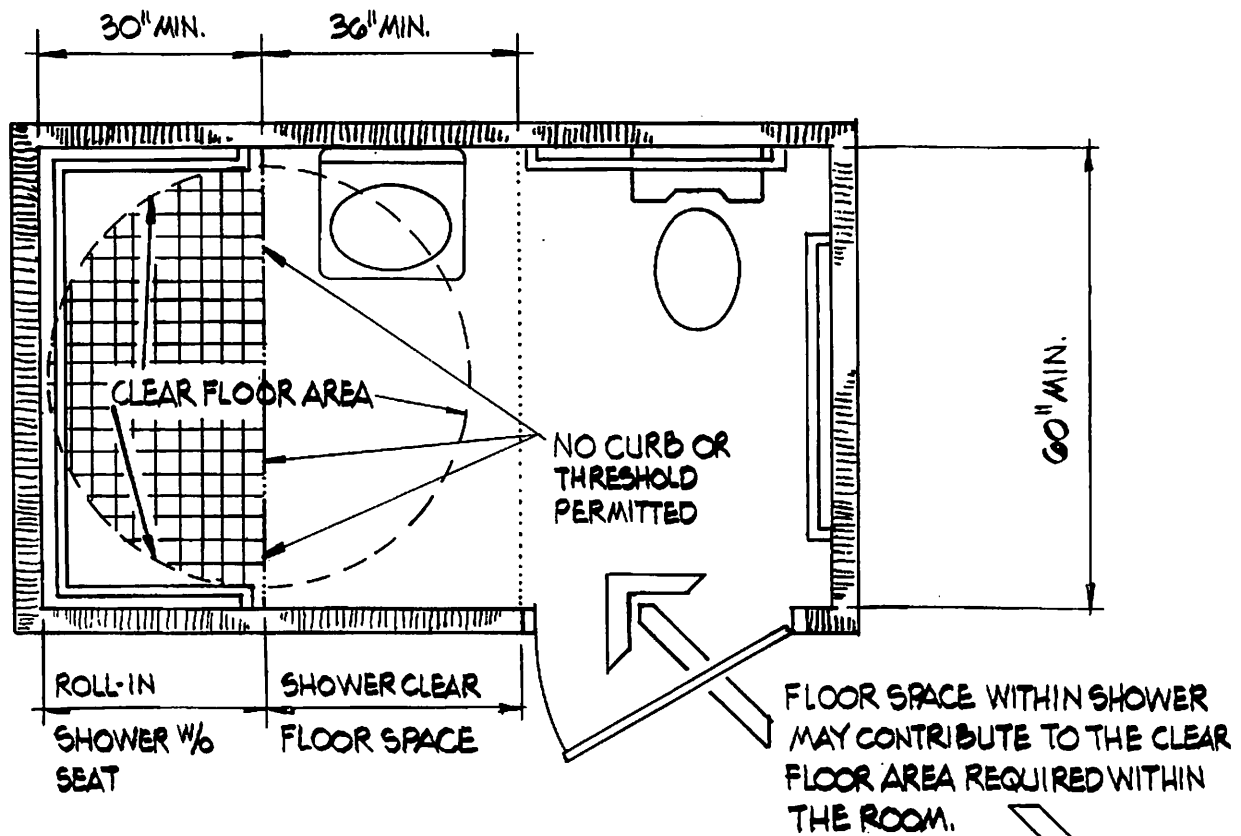 30" MIN.
36" MIN.
CLEAR FLOOR AREA
NO CURB OR
THRESHOLD
PERMITTED
60" MIN.
ROLL-IN
SHOWER W/O
SEAT
SHOWER CLEAR
FLOOR SPACE
FLOOR SPACE WITHIN SHOWER
MAY CONTRIBUTE TO THE CLEAR
FLOOR AREA REQUIRED WITHIN
THE ROOM.